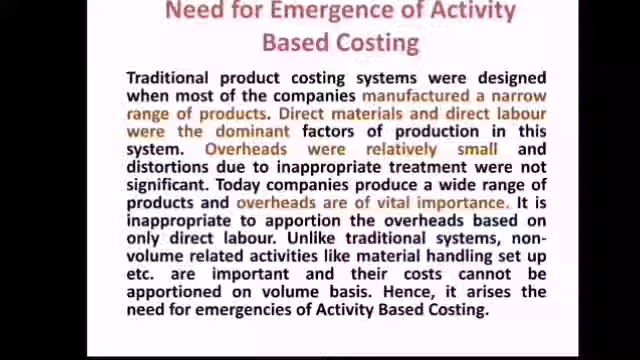 Need for Emergence of Activity
Based Costing
Traditional product costing systems were designed
when most of the companies manufactured a narrow
range of products. Direct materials and direct labour
were the dominant factors of production in this
system. Overheads were relatively small and
distortions due to inappropriate treatment were not
significant. Today companies produce a wide range of
products and overheads are of vital importance. It is
inappropriate to apportion the overheads based on
only direct labour. Unlike traditional systems, non-
volume related activities like material handling set up
etc. are important and their costs cannot be
apportioned on volume basis. Hence, it arises the
need for emergencies of Activity Based Costing.